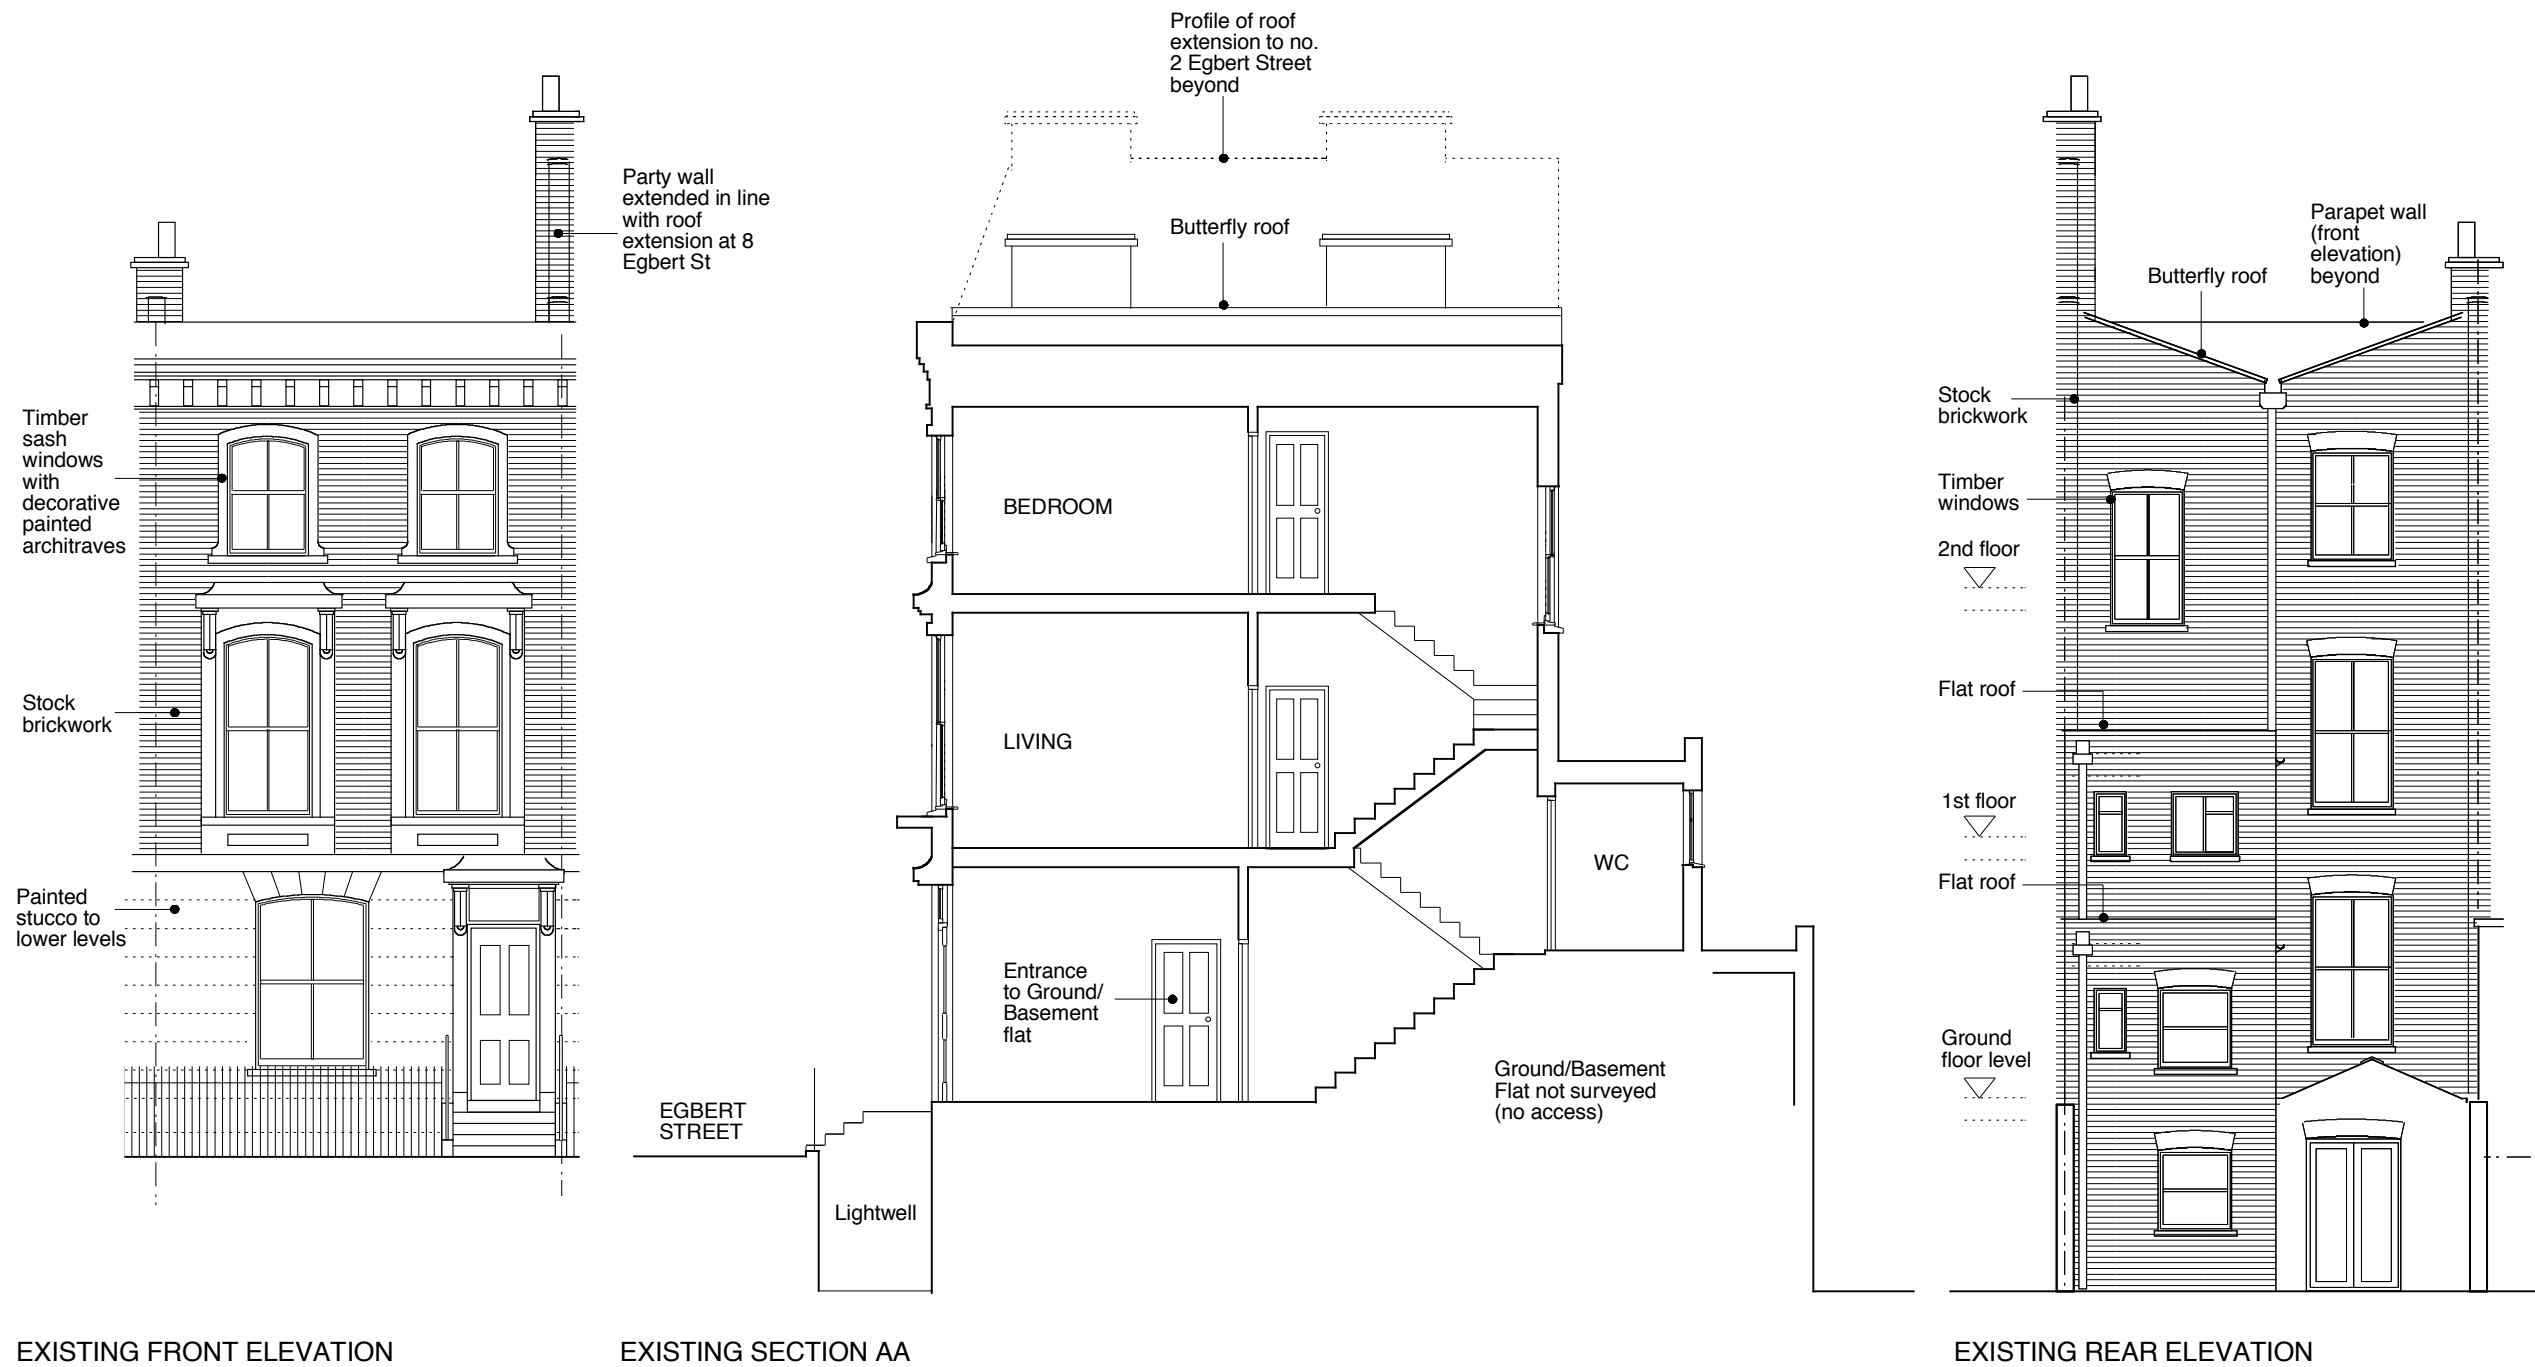 Party wall
extended in line
with roof
extension at 8
Egbert St
Timber
sash
windows
with
decorative
painted
architraves
Stock
brickwork
Painted
stucco to
lower levels
EXISTING FRONT ELEVATION
Profile of roof
extension to no.
2 Egbert Street
beyond
Butterfly roof
BEDROOM
LIVING
WC
Entrance
to Ground/
Basement
flat
Ground/Basement
Flat not surveyed
(no access)
EGBERT
STREET
Lightwell
EXISTING SECTION AA
Parapet wall
(front
elevation)
beyond
Butterfly roof
Stock
brickwork
Timber
windows
2nd floor
Flat roof
1st floor
Flat roof
Ground
floor level
EXISTING REAR ELEVATION